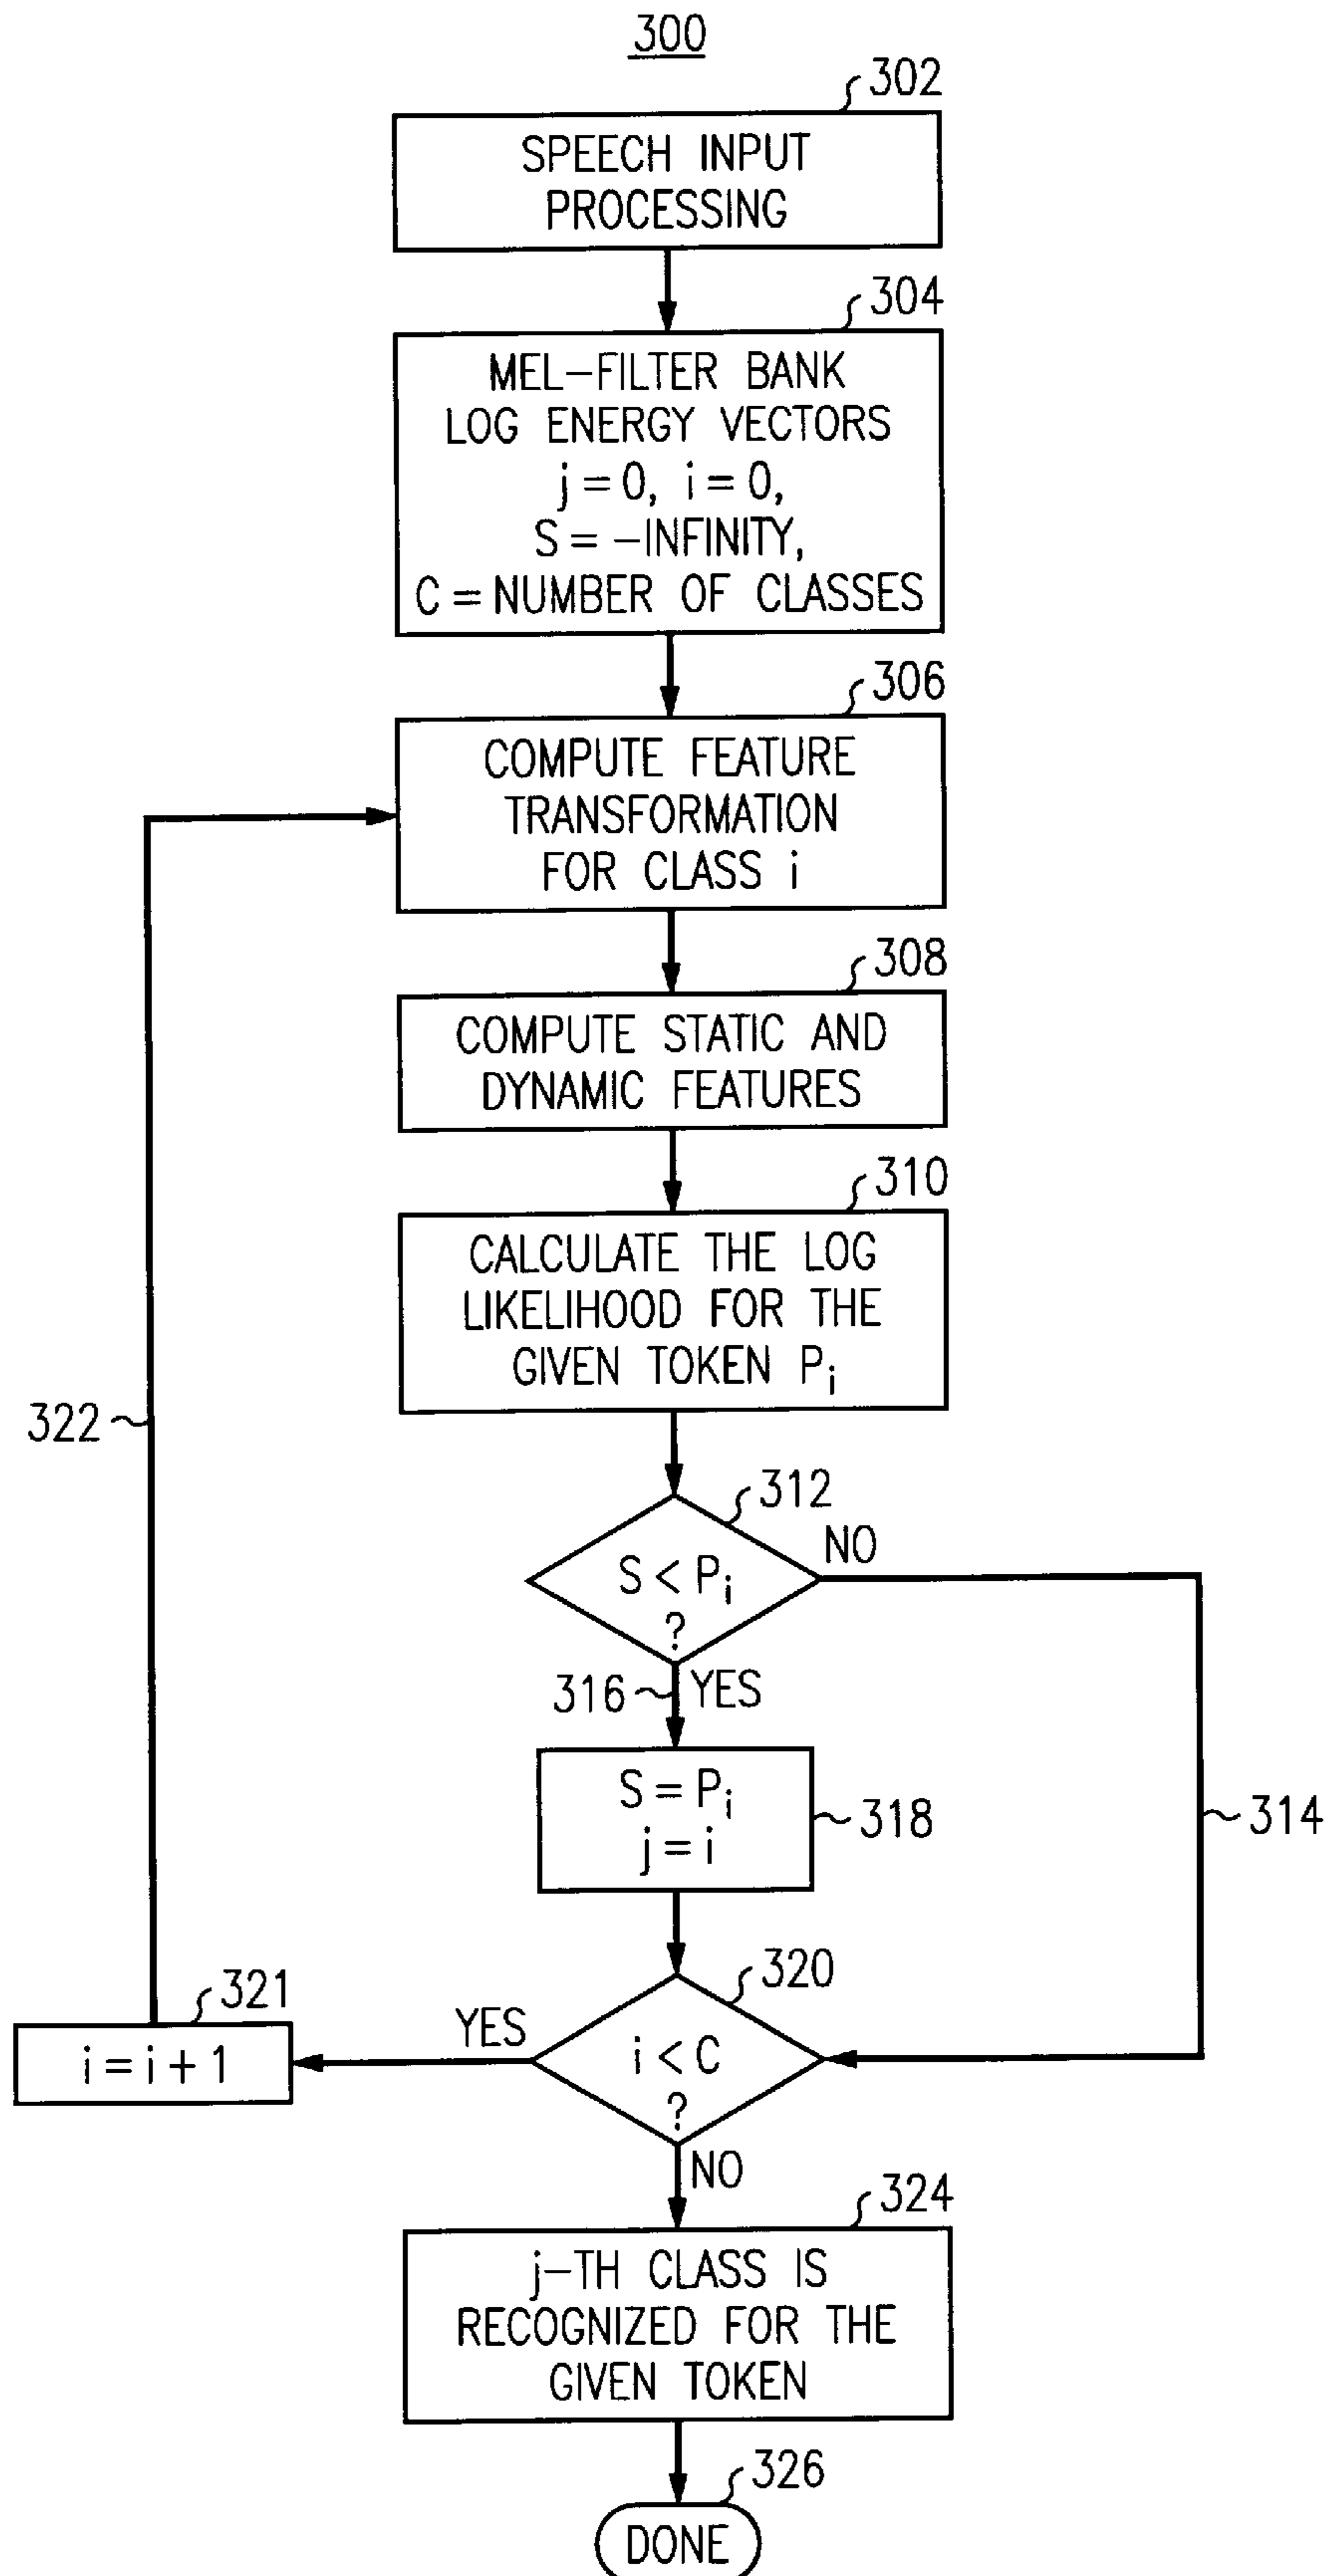 300
302
SPEECH INPUT
PROCESSING
304
MEL-FILTER BANK
LOG ENERGY VECTORS
j = 0, i = 0,
S = -INFINITY,
C = NUMBER OF CLASSES
306
COMPUTE FEATURE
TRANSFORMATION
FOR CLASS i
308
COMPUTE STATIC AND
DYNAMIC FEATURES
310
CALCULATE THE LOG
LIKELIHOOD FOR THE
GIVEN TOKEN Pi
322
312
NO
S < Pi
?
316
YES
S = Pi
j = i
318
314
320
321
YES
i = i + 1
i < C
?
NO
324
j-TH CLASS IS
RECOGNIZED FOR THE
GIVEN TOKEN
326
DONE